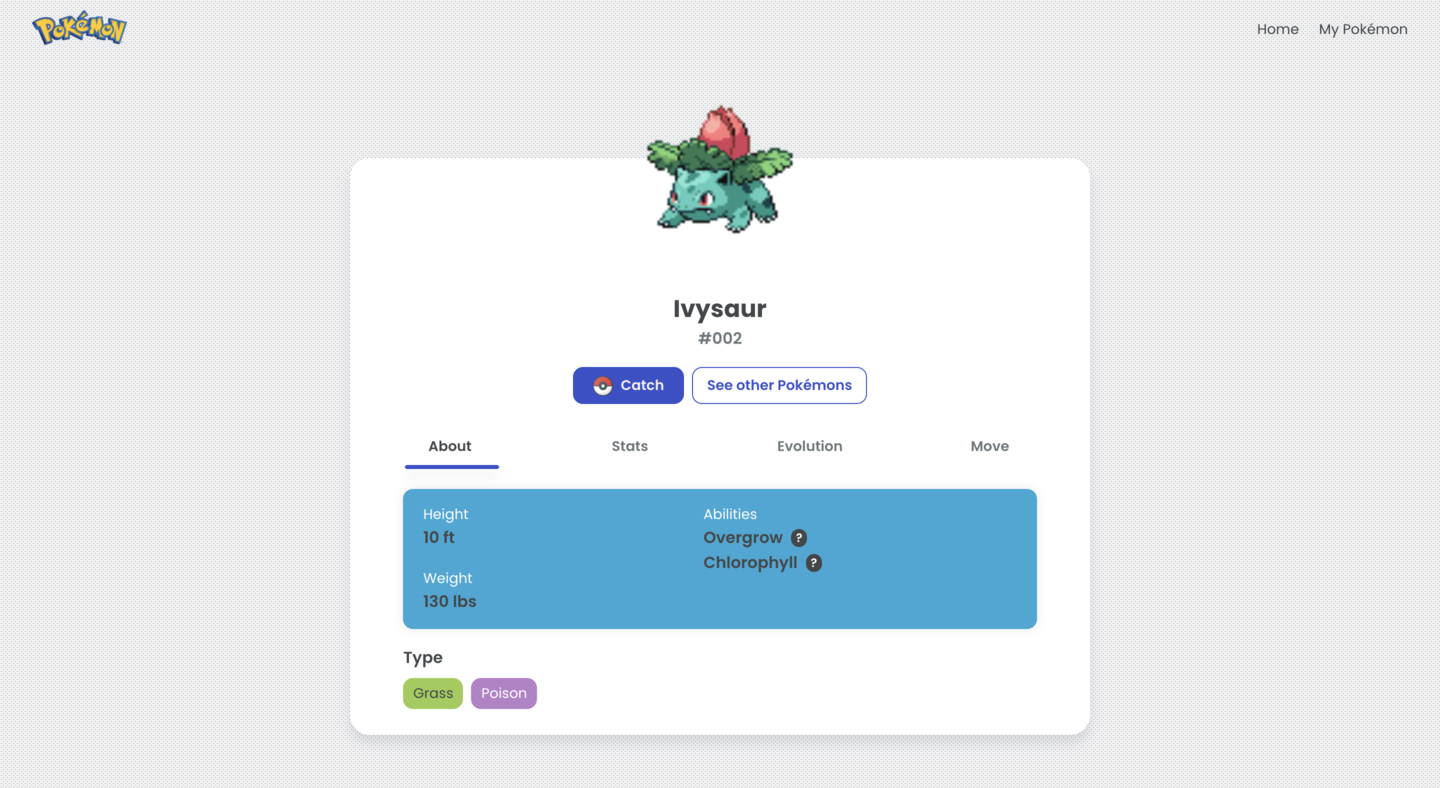 POKéMON
Home
My Pokémon
Ivysaur
#002
Catch
See other Pokémons
About
Stats
Evolution
Move
Height
10 ft
Weight
130 lbs
Abilities
Overgrow ?
Chlorophyll ?
Type
Grass
Poison